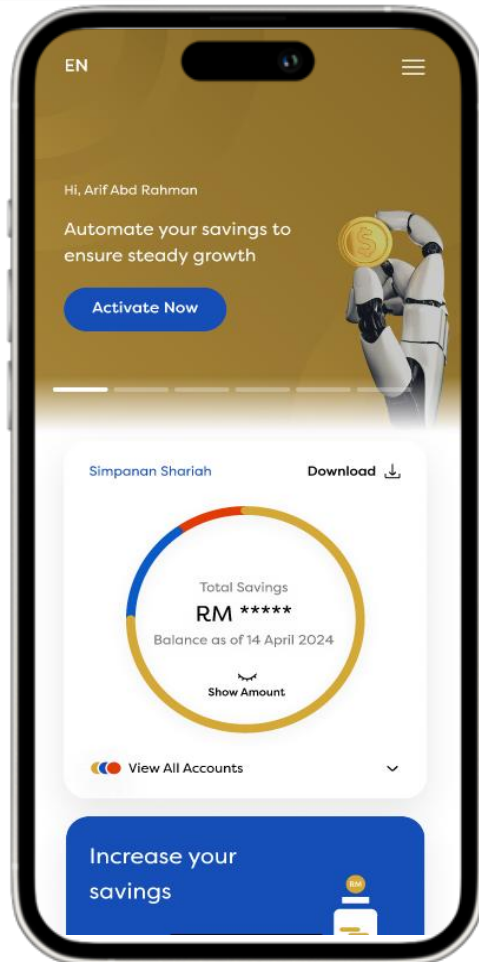 EN
Hi, Arif Abd Rahman
Automate your savings to
ensure steady growth
Activate Now
Simpanan Shariah
Download
Total Savings
RM *****
Balance as of 14 April 2024
Show Amount
View All Accounts
Increase your
savings
RM